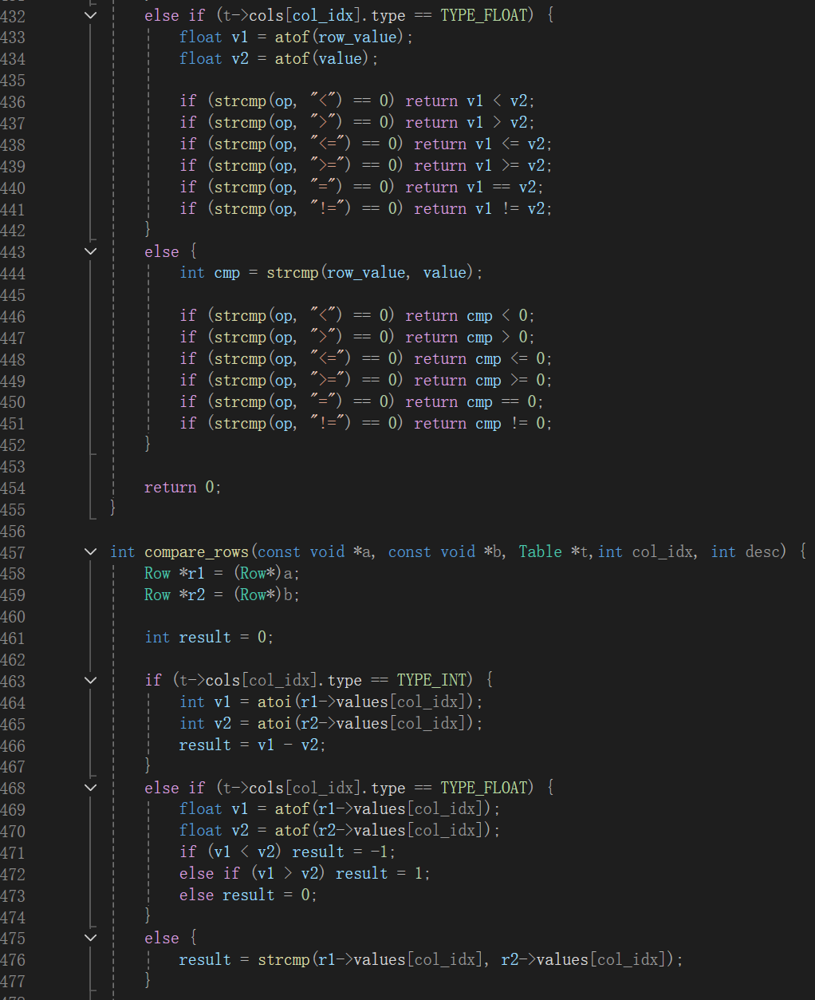 432 else if (t->cols[col_idx].type == TYPE_FLOAT) {
433 float v1 = atof(row_value);
434 float v2 = atof(value);
435
436 if (strcmp(op, "<") == 0) return v1 < v2;
437 if (strcmp(op, ">") == 0) return v1 > v2;
438 if (strcmp(op, "<=") == 0) return v1 <= v2;
439 if (strcmp(op, ">=") == 0) return v1 >= v2;
440 if (strcmp(op, "=") == 0) return v1 == v2;
441 if (strcmp(op, "!=") == 0) return v1 != v2;
442 }
443 else {
444 int cmp = strcmp(row_value, value);
445
446 if (strcmp(op, "<") == 0) return cmp < 0;
447 if (strcmp(op, ">") == 0) return cmp > 0;
448 if (strcmp(op, "<=") == 0) return cmp <= 0;
449 if (strcmp(op, ">=") == 0) return cmp >= 0;
450 if (strcmp(op, "=") == 0) return cmp == 0;
451 if (strcmp(op, "!=") == 0) return cmp != 0;
452 }
453
454 return 0;
455 }
456
457 int compare_rows(const void *a, const void *b, Table *t,int col_idx, int desc) {
458 Row *r1 = (Row*)a;
459 Row *r2 = (Row*)b;
460
461 int result = 0;
462
463 if (t->cols[col_idx].type == TYPE_INT) {
464 int v1 = atoi(r1->values[col_idx]);
465 int v2 = atoi(r2->values[col_idx]);
466 result = v1 - v2;
467 }
468 else if (t->cols[col_idx].type == TYPE_FLOAT) {
469 float v1 = atof(r1->values[col_idx]);
470 float v2 = atof(r2->values[col_idx]);
471 if (v1 < v2) result = -1;
472 else if (v1 > v2) result = 1;
473 else result = 0;
474 }
475 else {
476 result = strcmp(r1->values[col_idx], r2->values[col_idx]);
477 }